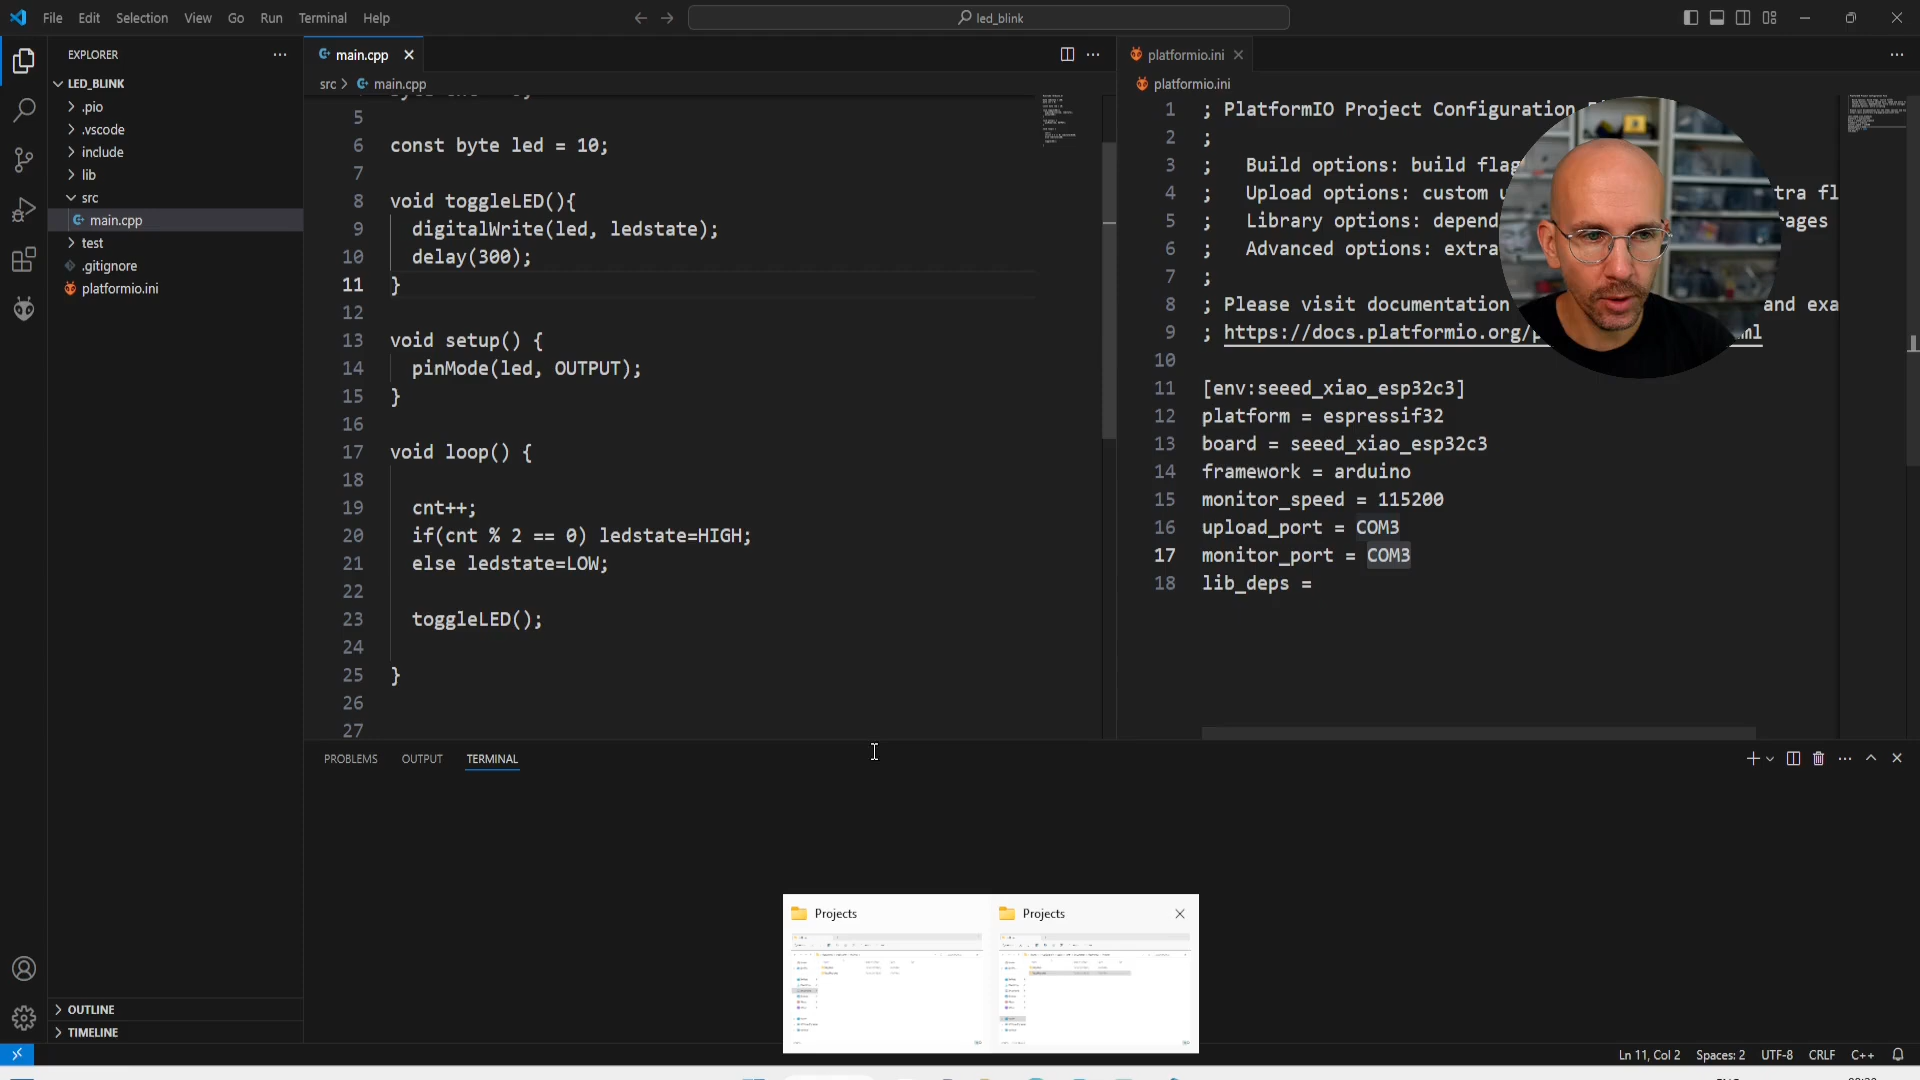 File Edit Selection View Go Run Terminal Help
led_blink
EXPLORER
LED_BLINK
.pio
.vscode
include
lib
src
main.cpp
test
.gitignore
platformio.ini
OUTLINE
TIMELINE
main.cpp
src > main.cpp
5
6 const byte led = 10;
7
8 void toggleLED(){
9 digitalWrite(led, ledstate);
10 delay(300);
11 }
12
13 void setup() {
14 pinMode(led, OUTPUT);
15 }
16
17 void loop() {
18
19 cnt++;
20 if(cnt % 2 == 0) ledstate=HIGH;
21 else ledstate=LOW;
22
23 toggleLED();
24
25 }
26
27
platformio.ini
platformio.ini
1 ; PlatformIO Project Configuration
2 ;
3 ; Build options: build
4 ; Upload options: custom
5 ; Library options:
6 ; Advanced options:
7 ;
8 ; Please visit documentation and
9 ; https://docs.platformio.org/
10
11 [env:seeed_xiao_esp32c3]
12 platform = espressif32
13 board = seeed_xiao_esp32c3
14 framework = arduino
15 monitor_speed = 115200
16 upload_port = COM3
17 monitor_port = COM3
18 lib_deps =
PROBLEMS OUTPUT TERMINAL
Projects
Projects
Ln 11, Col 2 Spaces: 2 UTF-8 CRLF C++